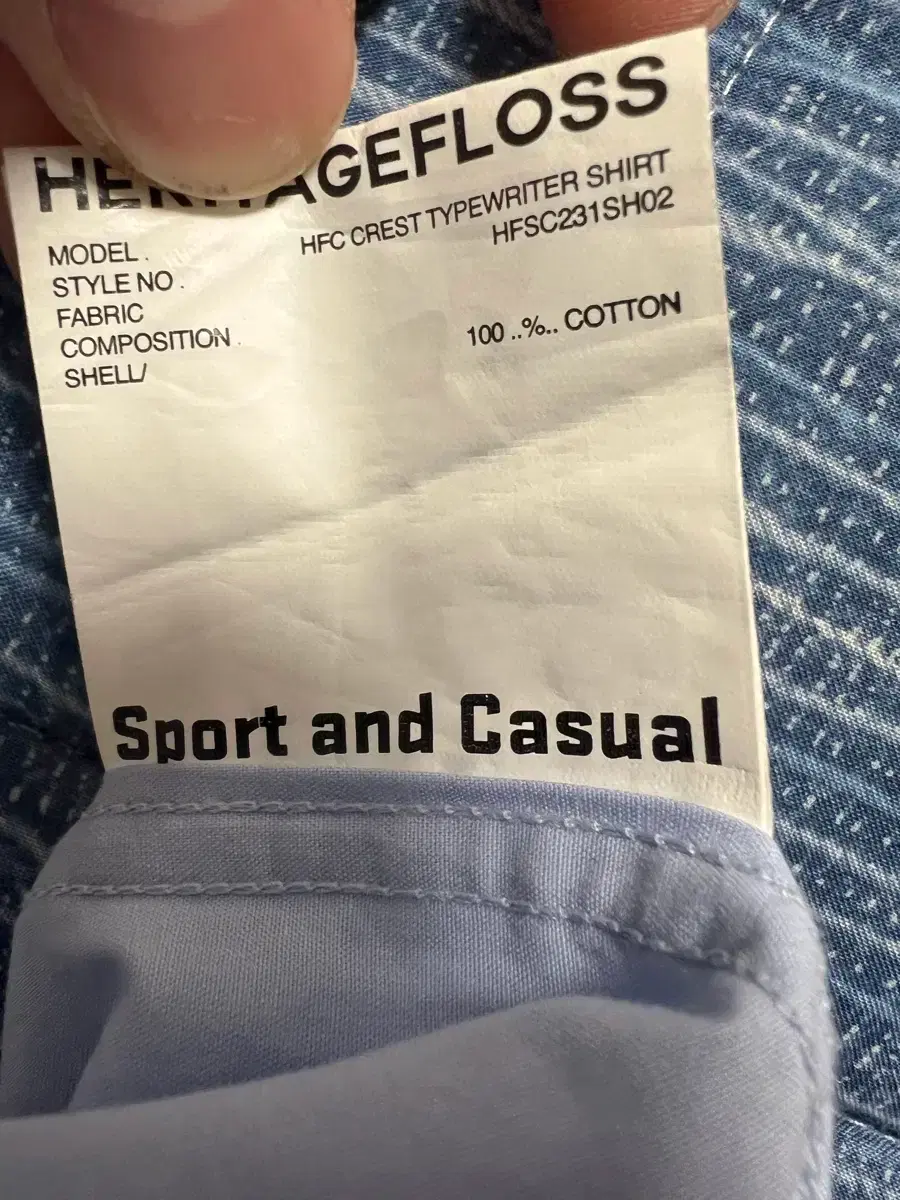 HERITAGEFLOSS
MODEL . HFC CREST TYPEWRITER SHIRT
STYLE NO . HFSC231SH02
FABRIC
COMPOSITION .
SHELL/ 100 ..%.. COTTON
Sport and Casual